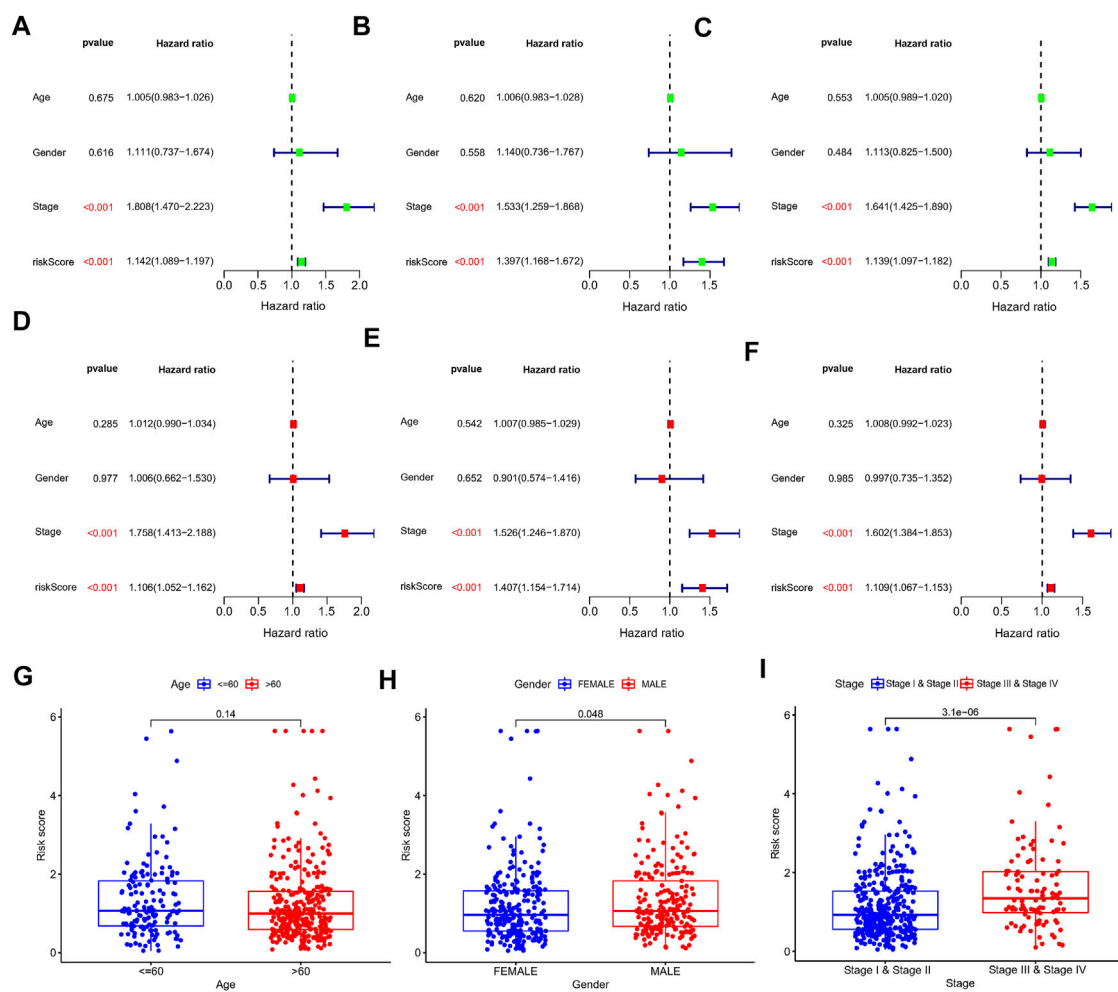 A
pvalue Hazard ratio
Age 0.675 1.005(0.983−1.026)
Gender 0.616 1.111(0.737−1.674)
Stage <0.001 1.808(1.470−2.223)
riskScore <0.001 1.142(1.089−1.197)
0.0 0.5 1.0 1.5 2.0
Hazard ratio
B
pvalue Hazard ratio
Age 0.620 1.006(0.983−1.028)
Gender 0.558 1.140(0.736−1.767)
Stage <0.001 1.533(1.259−1.868)
riskScore <0.001 1.397(1.168−1.672)
0.0 0.5 1.0 1.5
Hazard ratio
C
pvalue Hazard ratio
Age 0.553 1.005(0.989−1.020)
Gender 0.484 1.113(0.825−1.500)
Stage <0.001 1.641(1.425−1.890)
riskScore <0.001 1.139(1.097−1.182)
0.0 0.5 1.0 1.5
Hazard ratio
D
pvalue Hazard ratio
Age 0.285 1.012(0.990−1.034)
Gender 0.977 1.006(0.662−1.530)
Stage <0.001 1.758(1.413−2.188)
riskScore <0.001 1.106(1.052−1.162)
0.0 0.5 1.0 1.5 2.0
Hazard ratio
E
pvalue Hazard ratio
Age 0.542 1.007(0.985−1.029)
Gender 0.652 0.901(0.574−1.416)
Stage <0.001 1.526(1.246−1.870)
riskScore <0.001 1.407(1.154−1.714)
0.0 0.5 1.0 1.5
Hazard ratio
F
pvalue Hazard ratio
Age 0.325 1.008(0.992−1.023)
Gender 0.985 0.997(0.735−1.352)
Stage <0.001 1.602(1.384−1.853)
riskScore <0.001 1.109(1.067−1.153)
0.0 0.5 1.0 1.5
Hazard ratio
G
Age <=60 >60
0.14
6
4
2
0
Risk score
<=60 >60
Age
H
Gender FEMALE MALE
0.048
6
4
2
0
Risk score
FEMALE MALE
Gender
I
Stage Stage I & Stage II Stage III & Stage IV
3.1e−06
6
4
2
0
Risk score
Stage I & Stage II Stage III & Stage IV
Stage